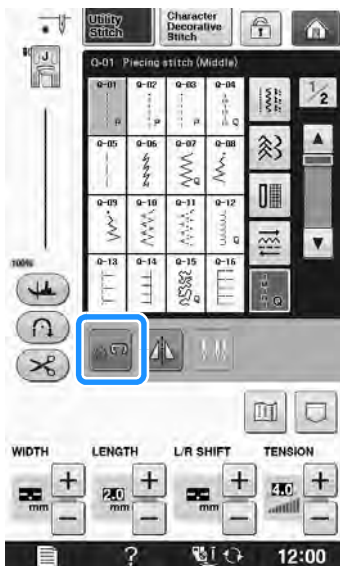 Utility
Stitch
Character
Decorative
Stitch
J
Q-01 Piecing stitch (Middle)
Q-01 Q-02 Q-03 Q-04
P P P Q
1/2
Q-05 Q-06 Q-07 Q-08
Q Q
Q-09 Q-10 Q-11 Q-12
Q
Q-13 Q-14 Q-15 Q-16
Q Q
100%
WIDTH LENGTH L/R SHIFT TENSION
-.- + 2.0 + -.- + 4.0 +
mm mm mm
− − − −
? 12:00